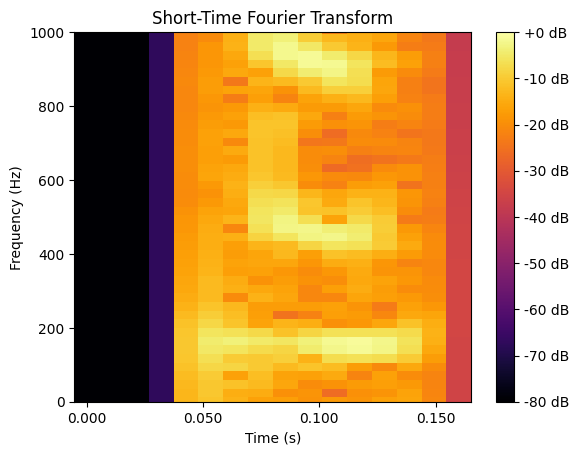 Short-Time Fourier Transform
Frequency (Hz)
1000
800
600
400
200
0
0.000
0.050
0.100
0.150
Time (s)
+0 dB
-10 dB
-20 dB
-30 dB
-40 dB
-50 dB
-60 dB
-70 dB
-80 dB